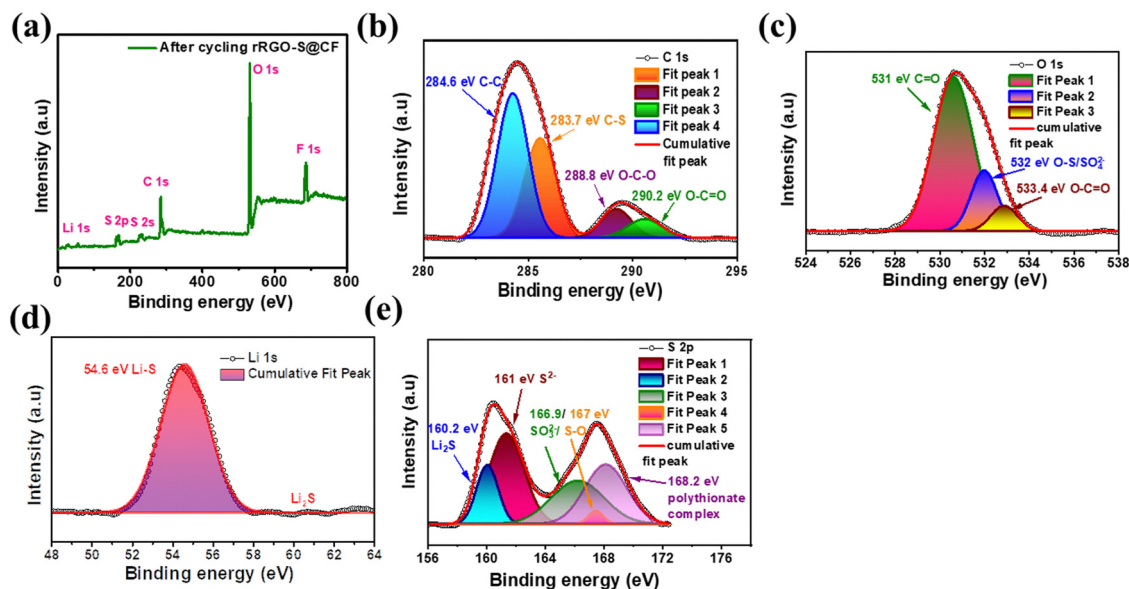 (a)
After cycling rRGO-S@CF
O 1s
F 1s
C 1s
S 2p
S 2s
Li 1s
Intensity (a.u)
0 200 400 600 800
Binding energy (eV)
(b)
C 1s
Fit peak 1
Fit peak 2
Fit peak 3
Fit peak 4
Cumulative
fit peak
284.6 eV C-C
283.7 eV C-S
288.8 eV O-C-O
290.2 eV O-C=O
Intensity (a.u)
280 285 290 295
Binding energy (eV)
(c)
O 1s
Fit Peak 1
Fit Peak 2
Fit Peak 3
cumulative
fit peak
531 eV C=O
532 eV O-S/SO₄²⁻
533.4 eV O-C=O
Intensity (a.u)
524 526 528 530 532 534 536 538
Binding energy (eV)
(d)
Li 1s
Cumulative Fit Peak
54.6 eV Li-S
Li₂S
Intensity (a.u)
48 50 52 54 56 58 60 62 64
Binding energy (eV)
(e)
S 2p
Fit Peak 1
Fit Peak 2
Fit Peak 3
Fit Peak 4
Fit Peak 5
cumulative
fit peak
161 eV S²⁻
160.2 eV
Li₂S
166.9/
SO₃²⁻/
167 eV
S-O
168.2 eV
polythionate
complex
Intensity (a.u)
156 160 164 168 172 176
Binding energy (eV)